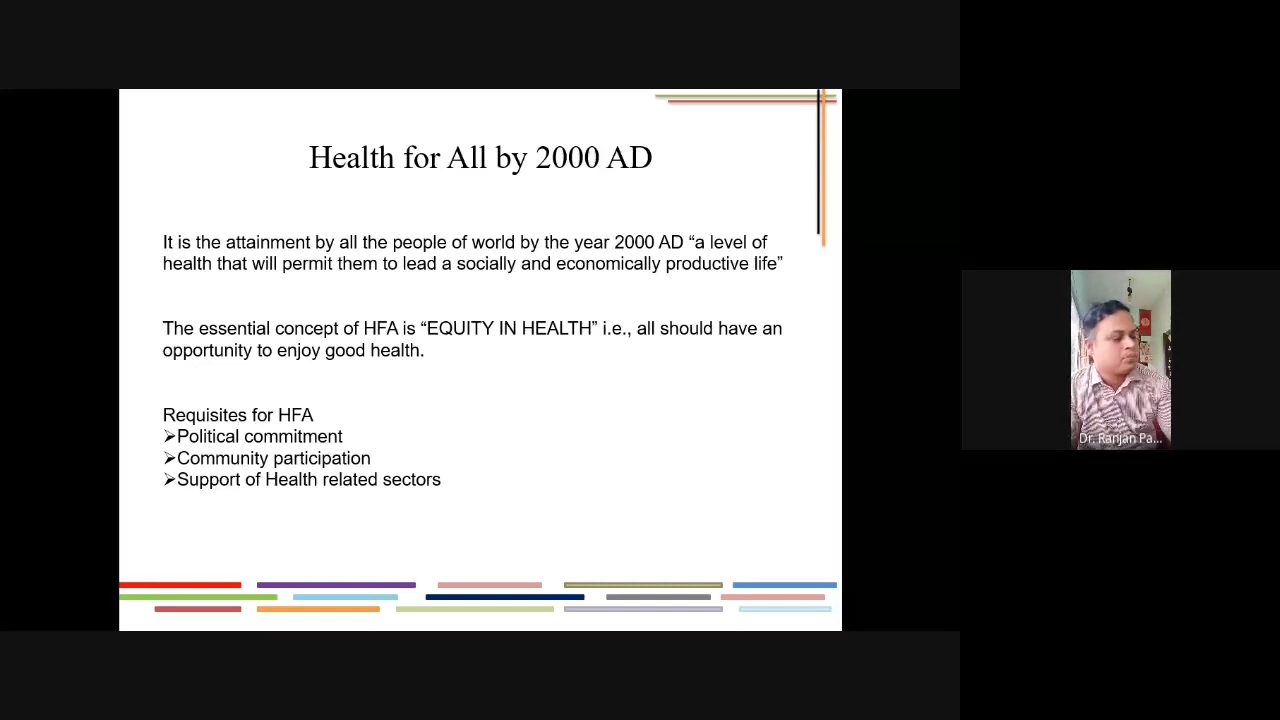 Health for All by 2000 AD
It is the attainment by all the people of world by the year 2000 AD “a level of
health that will permit them to lead a socially and economically productive life”
The essential concept of HFA is “EQUITY IN HEALTH” i.e., all should have an
opportunity to enjoy good health.
Requisites for HFA
➢Political commitment
➢Community participation
➢Support of Health related sectors
Dr. Ranjan Pa...